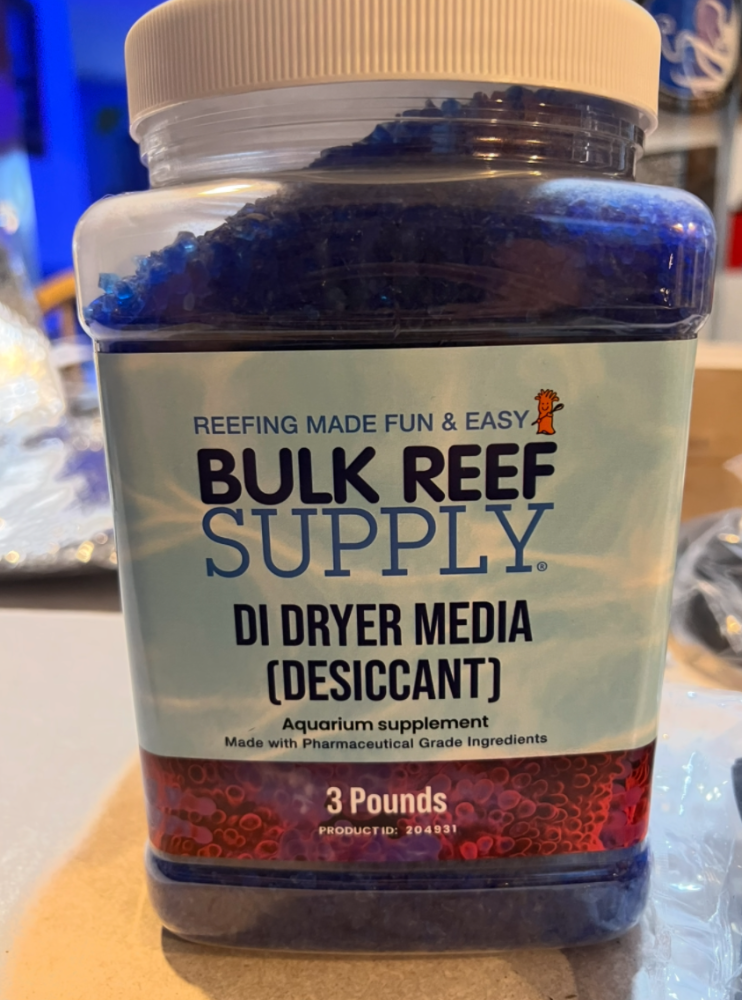 REEFING MADE FUN & EASY
BULK REEF
SUPPLY®
DI DRYER MEDIA
(DESICCANT)
Aquarium supplement
Made with Pharmaceutical Grade Ingredients
3 Pounds
PRODUCT ID: 204931